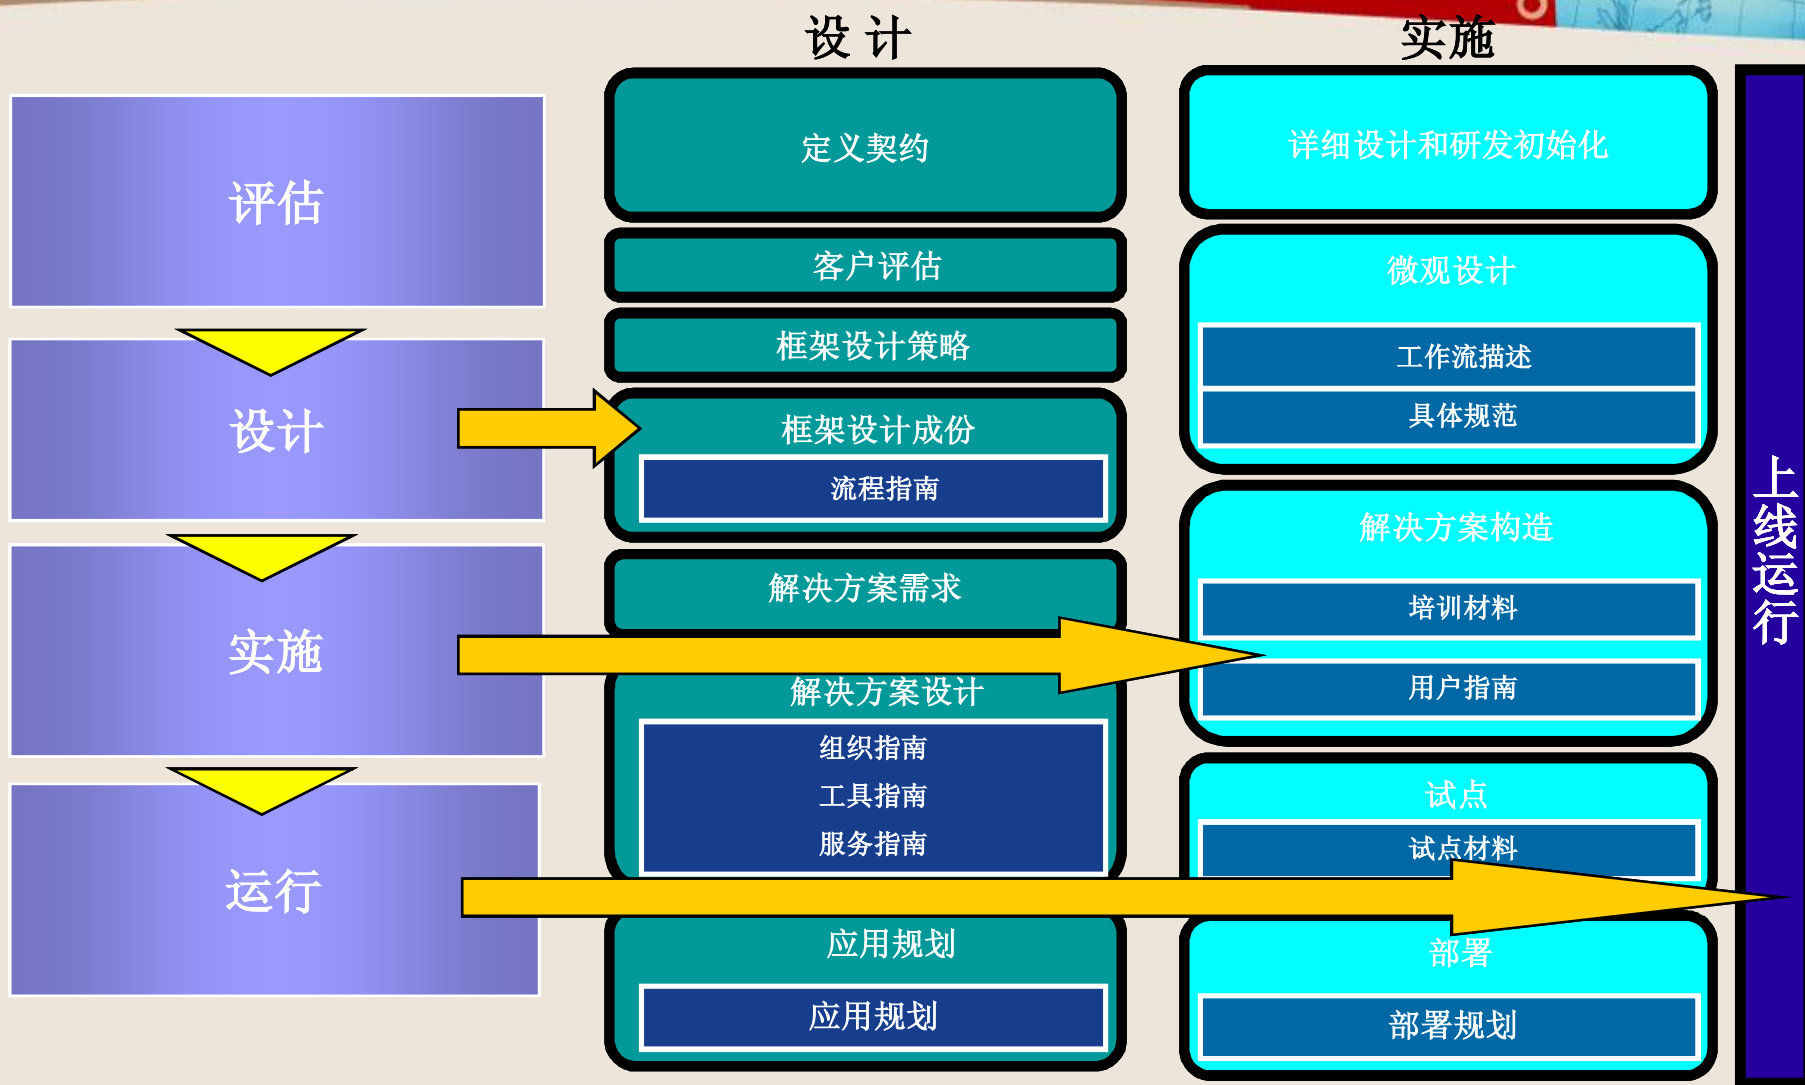 设 计
实施
评估
设计
实施
运行
定义契约
客户评估
框架设计策略
框架设计成份
流程指南
解决方案需求
解决方案设计
组织指南
工具指南
服务指南
应用规划
应用规划
详细设计和研发初始化
微观设计
工作流描述
具体规范
解决方案构造
培训材料
用户指南
试点
试点材料
部署
部署规划
上线运行